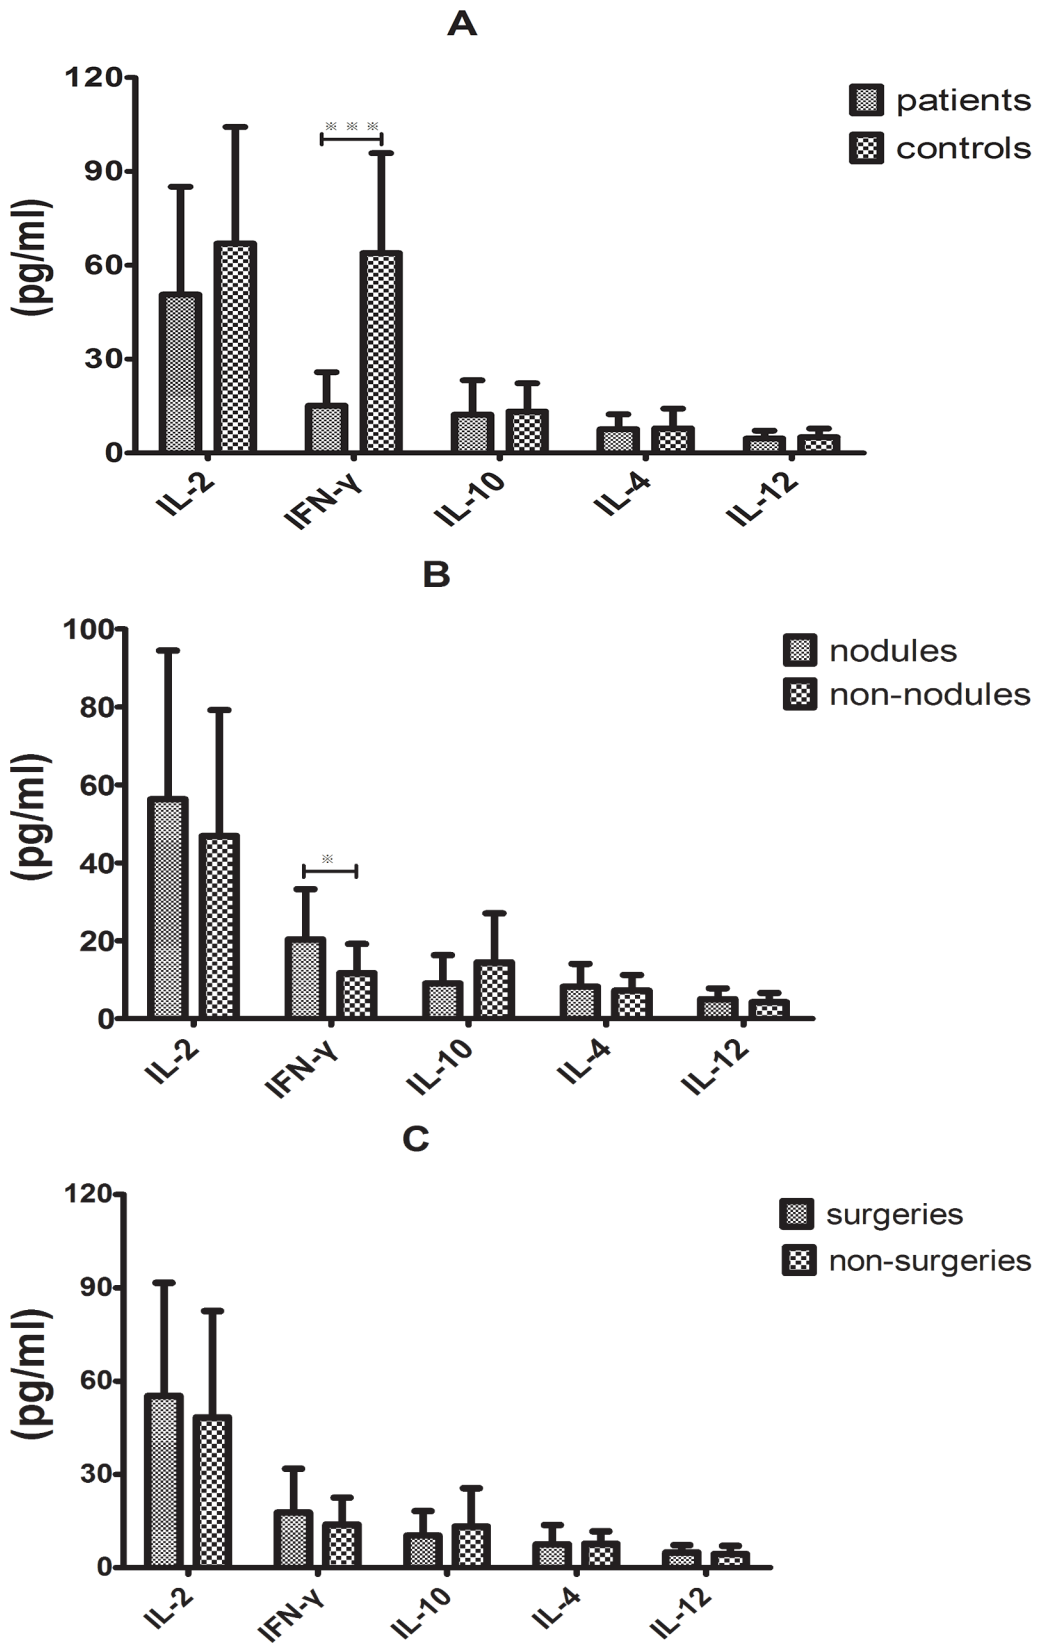 A
120
90
60
30
0
(pg/ml)
patients
controls
※ ※ ※
IL-2 IFN-γ IL-10 IL-4 IL-12
B
100
80
60
40
20
0
(pg/ml)
nodules
non-nodules
※
IL-2 IFN-γ IL-10 IL-4 IL-12
C
120
90
60
30
0
(pg/ml)
surgeries
non-surgeries
IL-2 IFN-γ IL-10 IL-4 IL-12